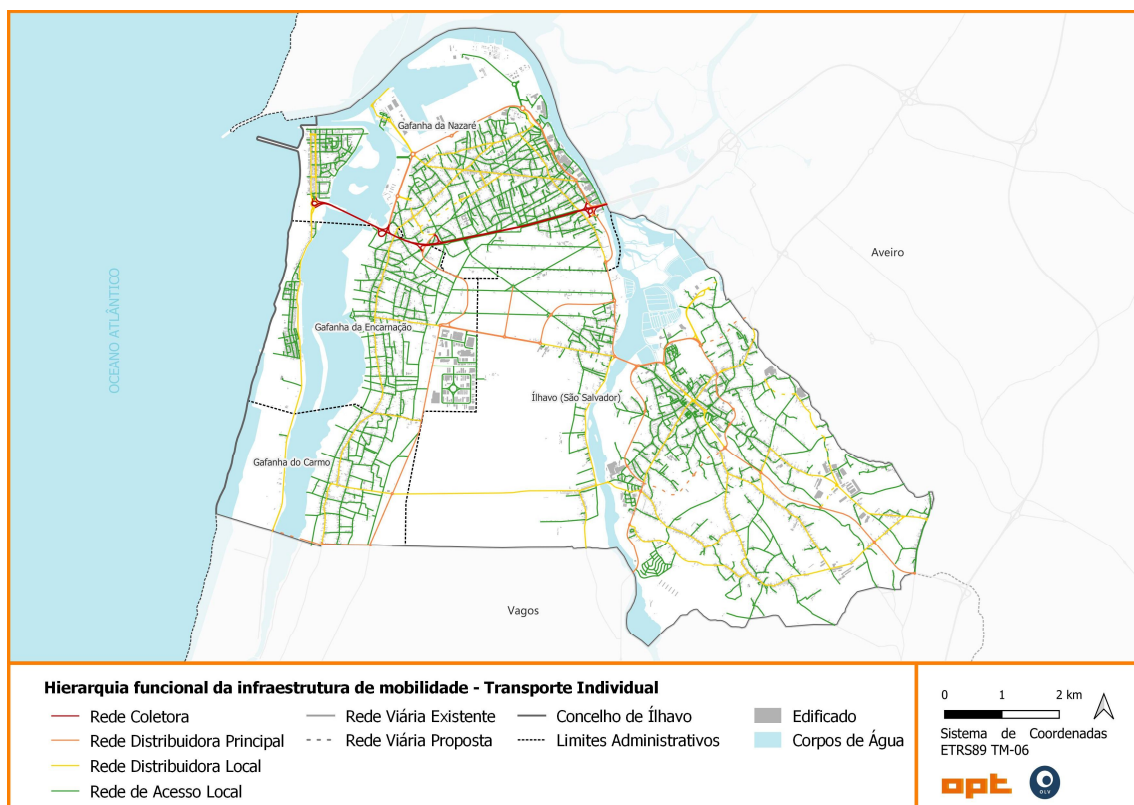 Gafanha da Nazaré
Aveiro
OCEANO ATLÂNTICO
Gafanha da Encarnação
Ílhavo (São Salvador)
Gafanha do Carmo
Vagos
Hierarquia funcional da infraestrutura de mobilidade - Transporte Individual
Rede Coletora
Rede Distribuidora Principal
Rede Distribuidora Local
Rede de Acesso Local
Rede Viária Existente
Rede Viária Proposta
Concelho de Ílhavo
Limites Administrativos
Edificado
Corpos de Água
0 1 2 km
Sistema de Coordenadas
ETRS89 TM-06
opt
OLV